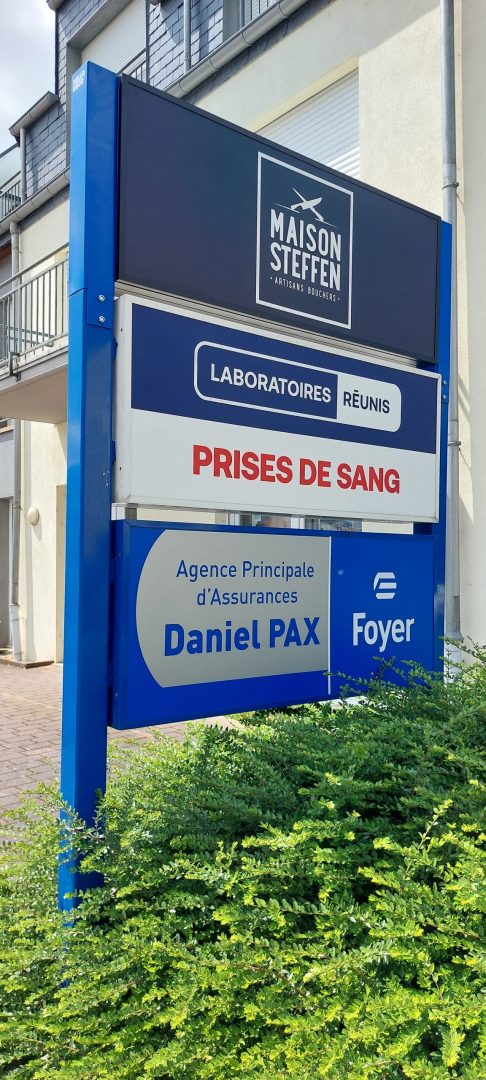 MAISON
STEFFEN
· ARTISANS BOUCHERS ·
LABORATOIRES RÉUNIS
PRISES DE SANG
Agence Principale
d'Assurances
Daniel PAX
Foyer